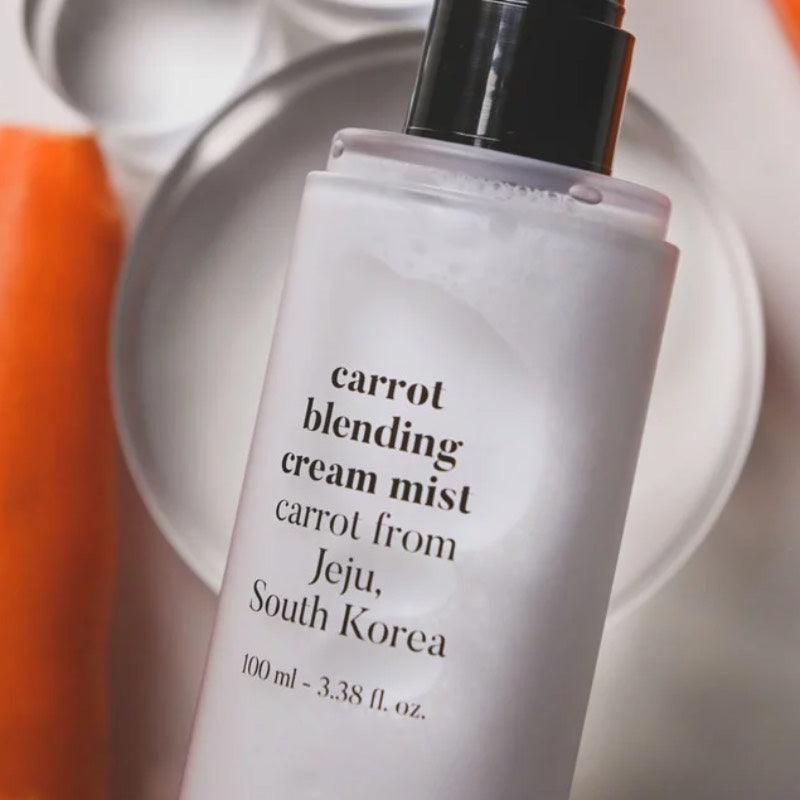 carrot
blending
cream mist
carrot from
Jeju,
South Korea
100 ml - 3.38 fl. oz.